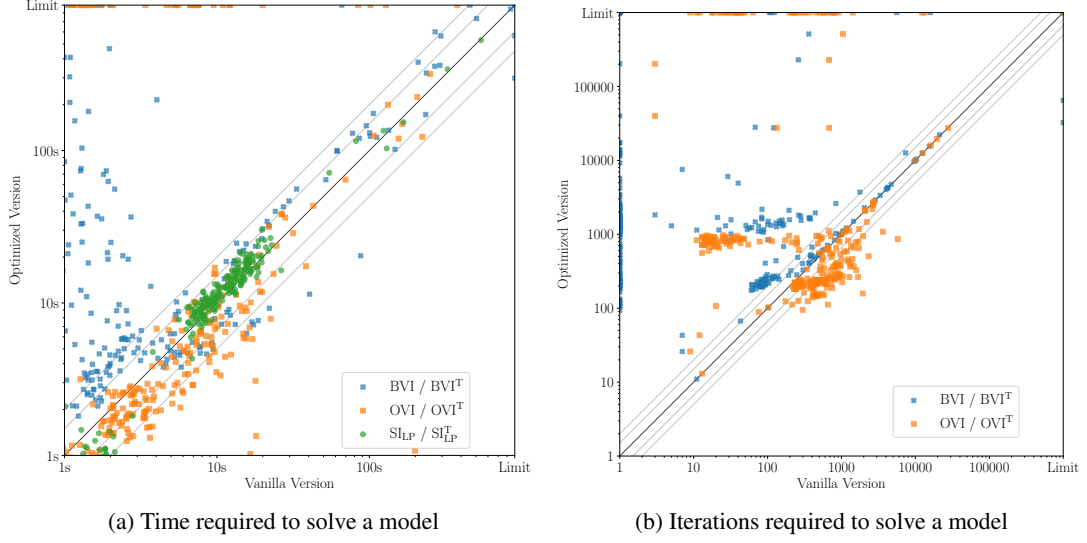 Limit
100s
10s
1s
Optimized Version
1s
10s
100s
Limit
Vanilla Version
BVI / BVI^T
OVI / OVI^T
SI_LP / SI^T_LP
(a) Time required to solve a model
Limit
100000
10000
1000
100
10
1
Optimized Version
1
10
100
1000
10000
100000
Limit
Vanilla Version
BVI / BVI^T
OVI / OVI^T
(b) Iterations required to solve a model